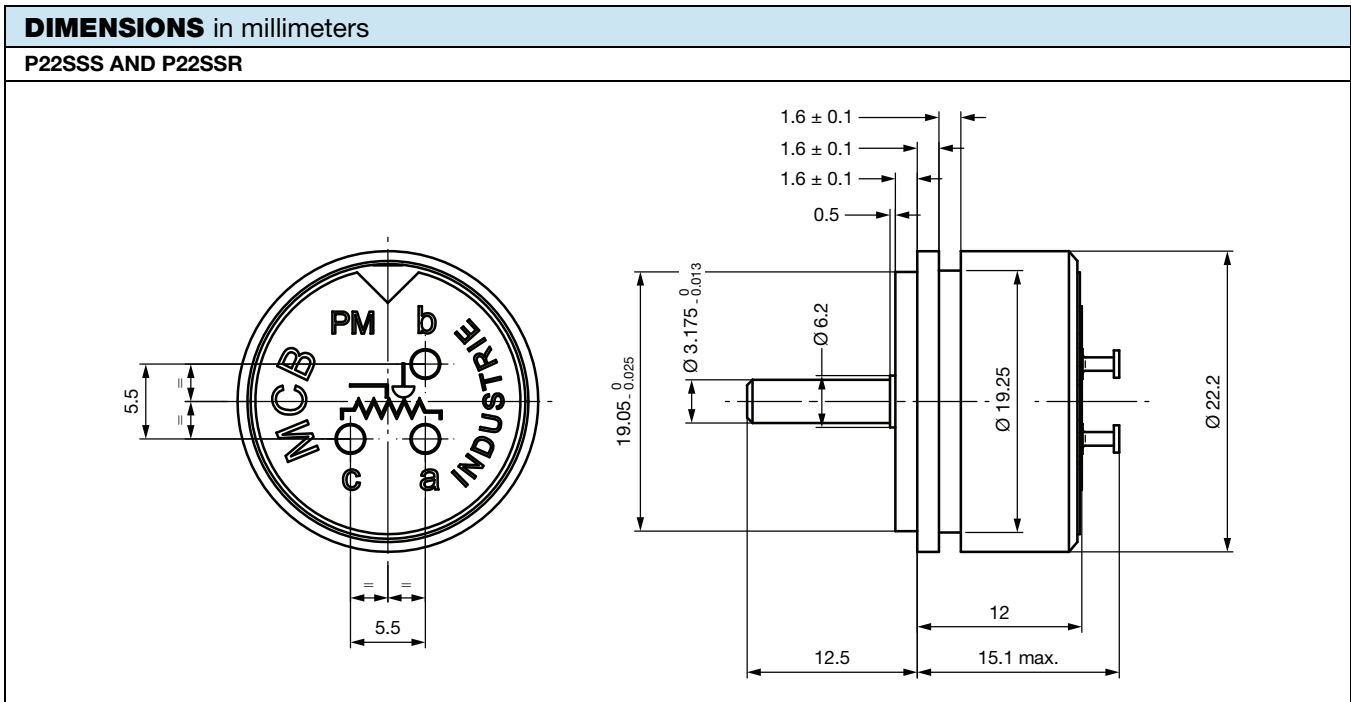 DIMENSIONS in millimeters
P22SSS AND P22SSR
1.6 ± 0.1
1.6 ± 0.1
1.6 ± 0.1
0.5
PM
b
MCB
INDUSTRIE
c
a
=
=
5.5
=
=
5.5
19.05 0 - 0.025
Ø 3.175 0 - 0.013
Ø 6.2
Ø 19.25
Ø 22.2
12
12.5
15.1 max.